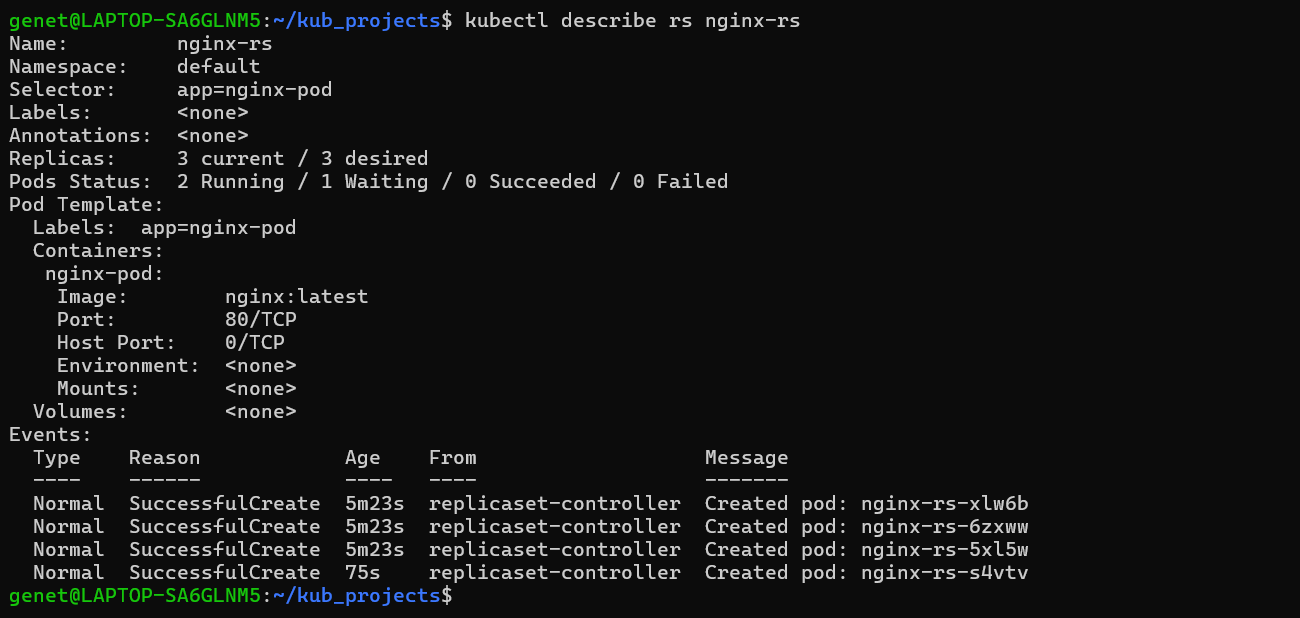 genet@LAPTOP-SA6GLNM5:~/kub_projects$ kubectl describe rs nginx-rs
Name:         nginx-rs
Namespace:    default
Selector:     app=nginx-pod
Labels:       <none>
Annotations:  <none>
Replicas:     3 current / 3 desired
Pods Status:  2 Running / 1 Waiting / 0 Succeeded / 0 Failed
Pod Template:
  Labels:  app=nginx-pod
  Containers:
   nginx-pod:
    Image:        nginx:latest
    Port:         80/TCP
    Host Port:    0/TCP
    Environment:  <none>
    Mounts:       <none>
  Volumes:        <none>
Events:
  Type    Reason            Age    From                   Message
  ----    ------            ----   ----                   -------
  Normal  SuccessfulCreate  5m23s  replicaset-controller  Created pod: nginx-rs-xlw6b
  Normal  SuccessfulCreate  5m23s  replicaset-controller  Created pod: nginx-rs-6zxww
  Normal  SuccessfulCreate  5m23s  replicaset-controller  Created pod: nginx-rs-5xl5w
  Normal  SuccessfulCreate  75s    replicaset-controller  Created pod: nginx-rs-s4vtv
genet@LAPTOP-SA6GLNM5:~/kub_projects$